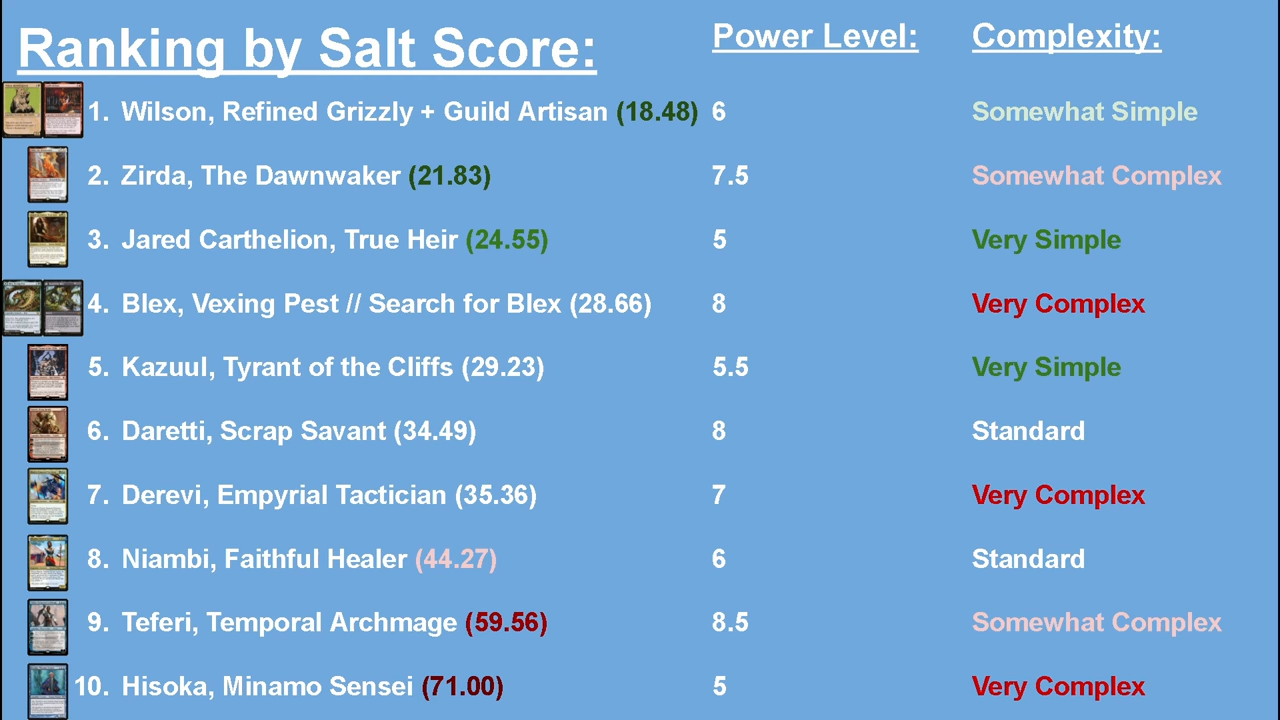 Ranking by Salt Score: Power Level: Complexity:
1. Wilson, Refined Grizzly + Guild Artisan (18.48) 6 Somewhat Simple
2. Zirda, The Dawnwaker (21.83) 7.5 Somewhat Complex
3. Jared Carthelion, True Heir (24.55) 5 Very Simple
4. Blex, Vexing Pest // Search for Blex (28.66) 8 Very Complex
5. Kazuul, Tyrant of the Cliffs (29.23) 5.5 Very Simple
6. Daretti, Scrap Savant (34.49) 8 Standard
7. Derevi, Empyrial Tactician (35.36) 7 Very Complex
8. Niambi, Faithful Healer (44.27) 6 Standard
9. Teferi, Temporal Archmage (59.56) 8.5 Somewhat Complex
10. Hisoka, Minamo Sensei (71.00) 5 Very Complex